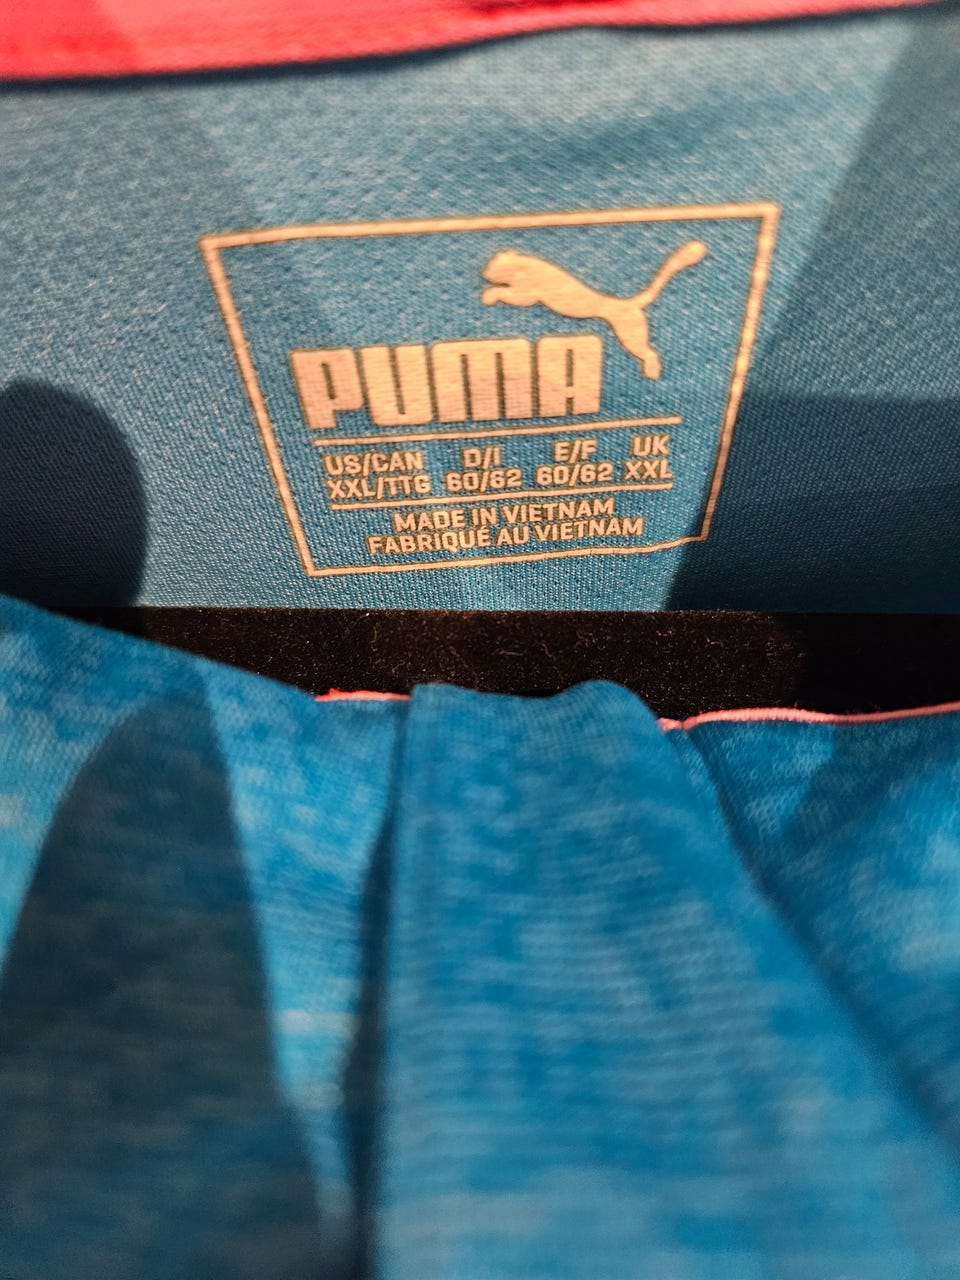 PUMA
US/CAN D/I E/F UK
XXL/TTG 60/62 60/62 XXL
MADE IN VIETNAM
FABRIQUÉ AU VIETNAM